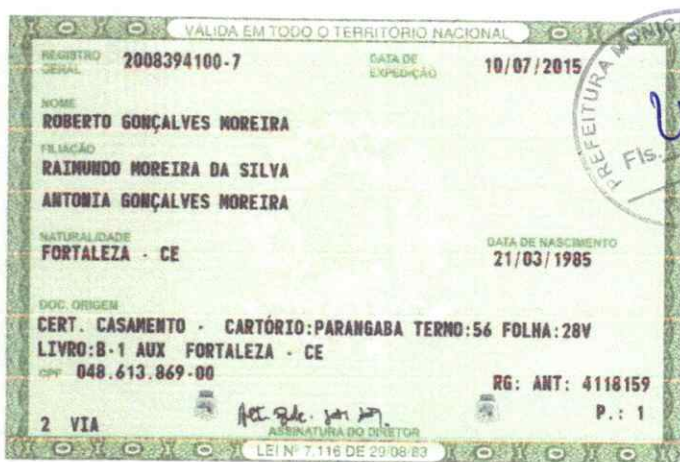 VÁLIDA EM TODO O TERRITÓRIO NACIONAL
REGISTRO GERAL 2008394100-7 DATA DE EXPEDIÇÃO 10/07/2015
NOME
ROBERTO GONÇALVES MOREIRA
FILIAÇÃO
RAIMUNDO MOREIRA DA SILVA
ANTONIA GONÇALVES MOREIRA
NATURALIDADE DATA DE NASCIMENTO
FORTALEZA - CE 21/03/1985
DOC. ORIGEM
CERT. CASAMENTO - CARTÓRIO:PARANGABA TERMO:56 FOLHA:28V
LIVRO:B-1 AUX FORTALEZA - CE
CPF 048.613.869-00
RG: ANT: 4118159
2 VIA P.: 1
ASSINATURA DO DIRETOR
LEI Nº 7.116 DE 29/08/83
PREFEITURA MUNIC
Fls.